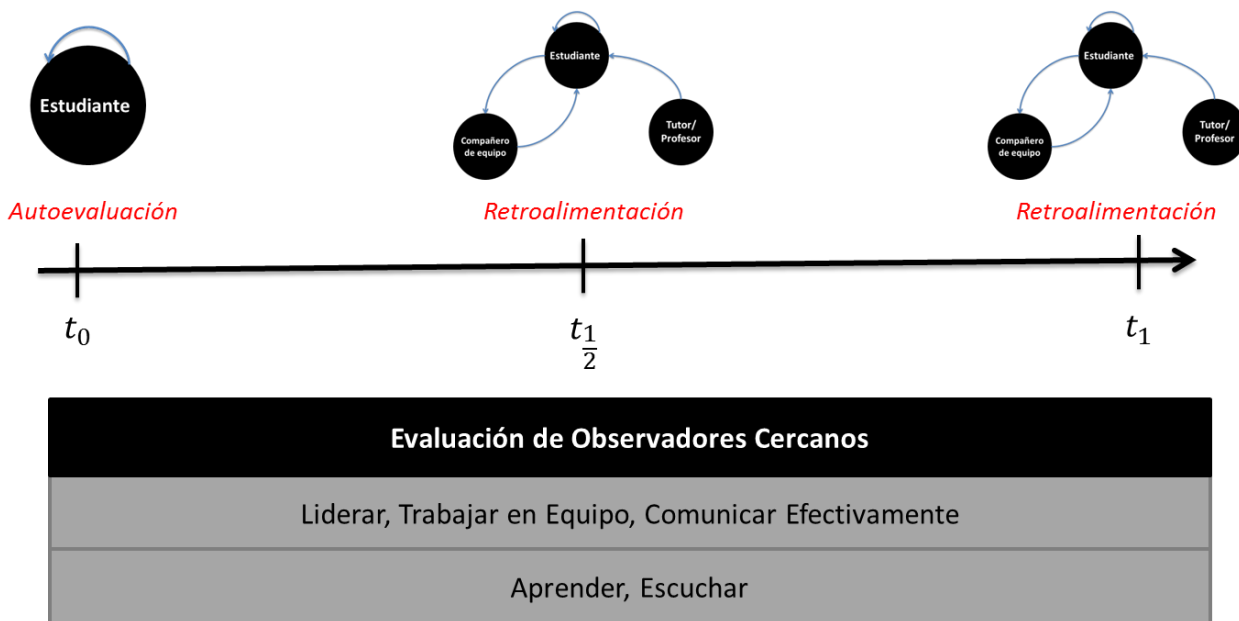 Estudiante
Estudiante
Compañero
de equipo
Tutor/
Profesor
Estudiante
Compañero
de equipo
Tutor/
Profesor
Autoevaluación
Retroalimentación
Retroalimentación
t₀
t 1/2
t₁
Evaluación de Observadores Cercanos
Liderar, Trabajar en Equipo, Comunicar Efectivamente
Aprender, Escuchar